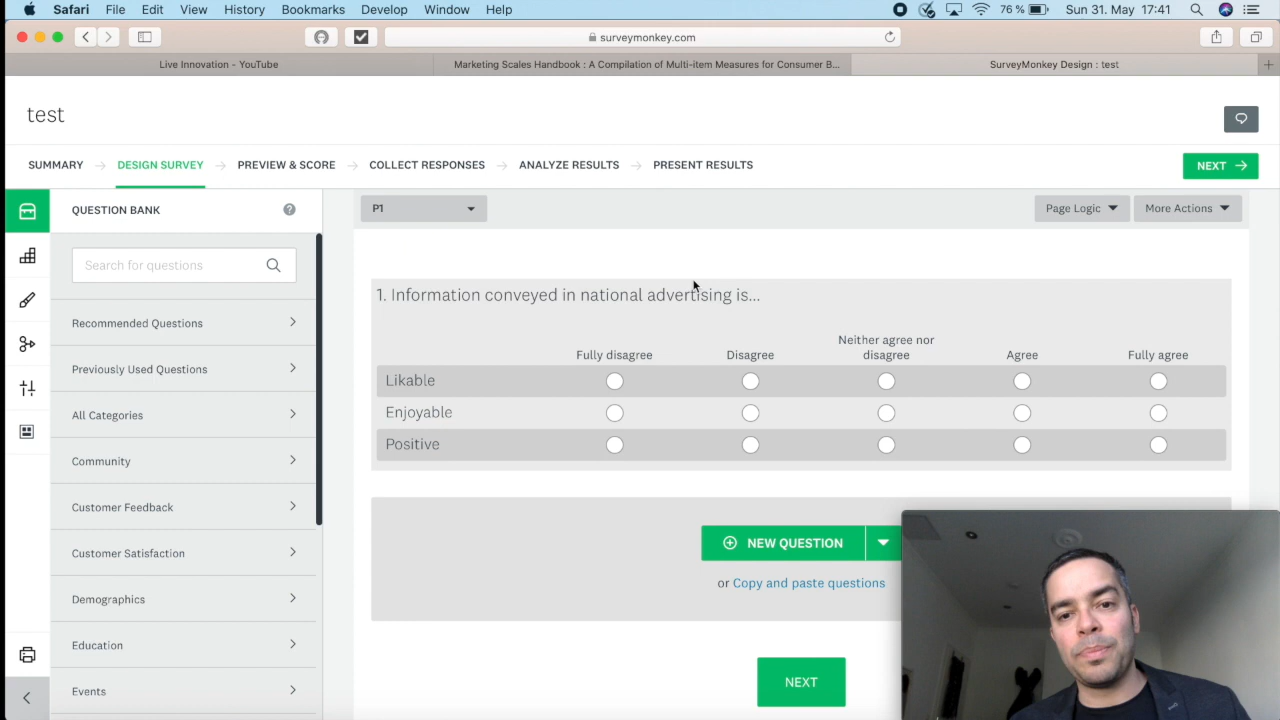 Safari File Edit View History Bookmarks Develop Window Help 76 % Sun 31. May 17:41
surveymonkey.com
Live Innovation - YouTube Marketing Scales Handbook : A Compilation of Multi-item Measures for Consumer B... SurveyMonkey Design : test
test
SUMMARY DESIGN SURVEY PREVIEW & SCORE COLLECT RESPONSES ANALYZE RESULTS PRESENT RESULTS NEXT
QUESTION BANK
P1 Page Logic More Actions
Search for questions
Recommended Questions
Previously Used Questions
All Categories
Community
Customer Feedback
Customer Satisfaction
Demographics
Education
Events
1. Information conveyed in national advertising is...
Neither agree nor
Fully disagree Disagree disagree Agree Fully agree
Likable
Enjoyable
Positive
NEW QUESTION
or Copy and paste questions
NEXT